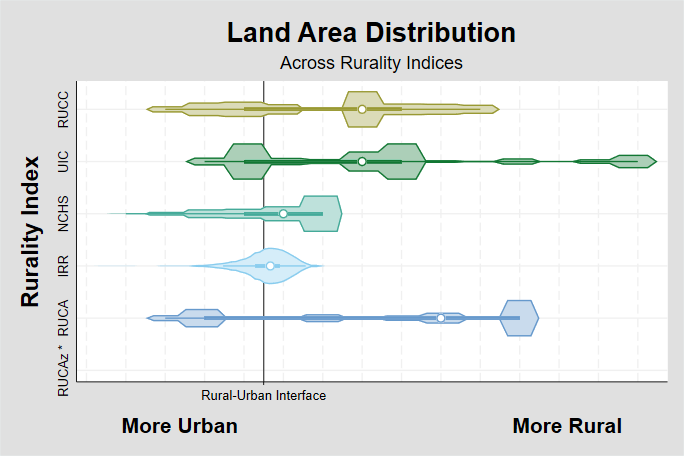 Land Area Distribution
Across Rurality Indices
Rurality Index
RUCC
UIC
NCHS
IRR
RUCA
RUCAz *
Rural-Urban Interface
More Urban
More Rural